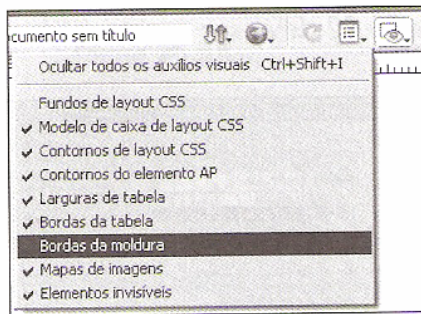 ocumento sem título
Ocultar todos os auxílios visuais Ctrl+Shift+I
Fundos de layout CSS
Modelo de caixa de layout CSS
Contornos de layout CSS
Contornos do elemento AP
Larguras de tabela
Bordas da tabela
Bordas da moldura
Mapas de imagens
Elementos invisíveis